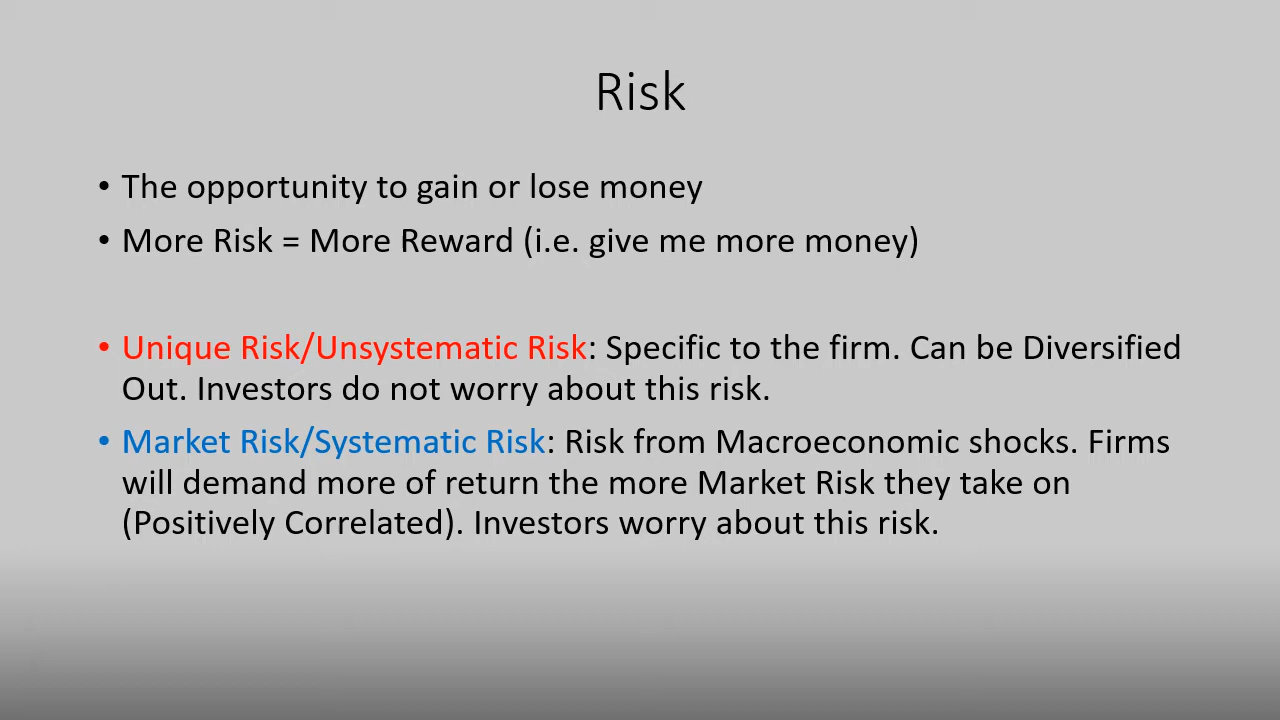 Risk
• The opportunity to gain or lose money
• More Risk = More Reward (i.e. give me more money)
• Unique Risk/Unsystematic Risk: Specific to the firm. Can be Diversified
Out. Investors do not worry about this risk.
• Market Risk/Systematic Risk: Risk from Macroeconomic shocks. Firms
will demand more of return the more Market Risk they take on
(Positively Correlated). Investors worry about this risk.